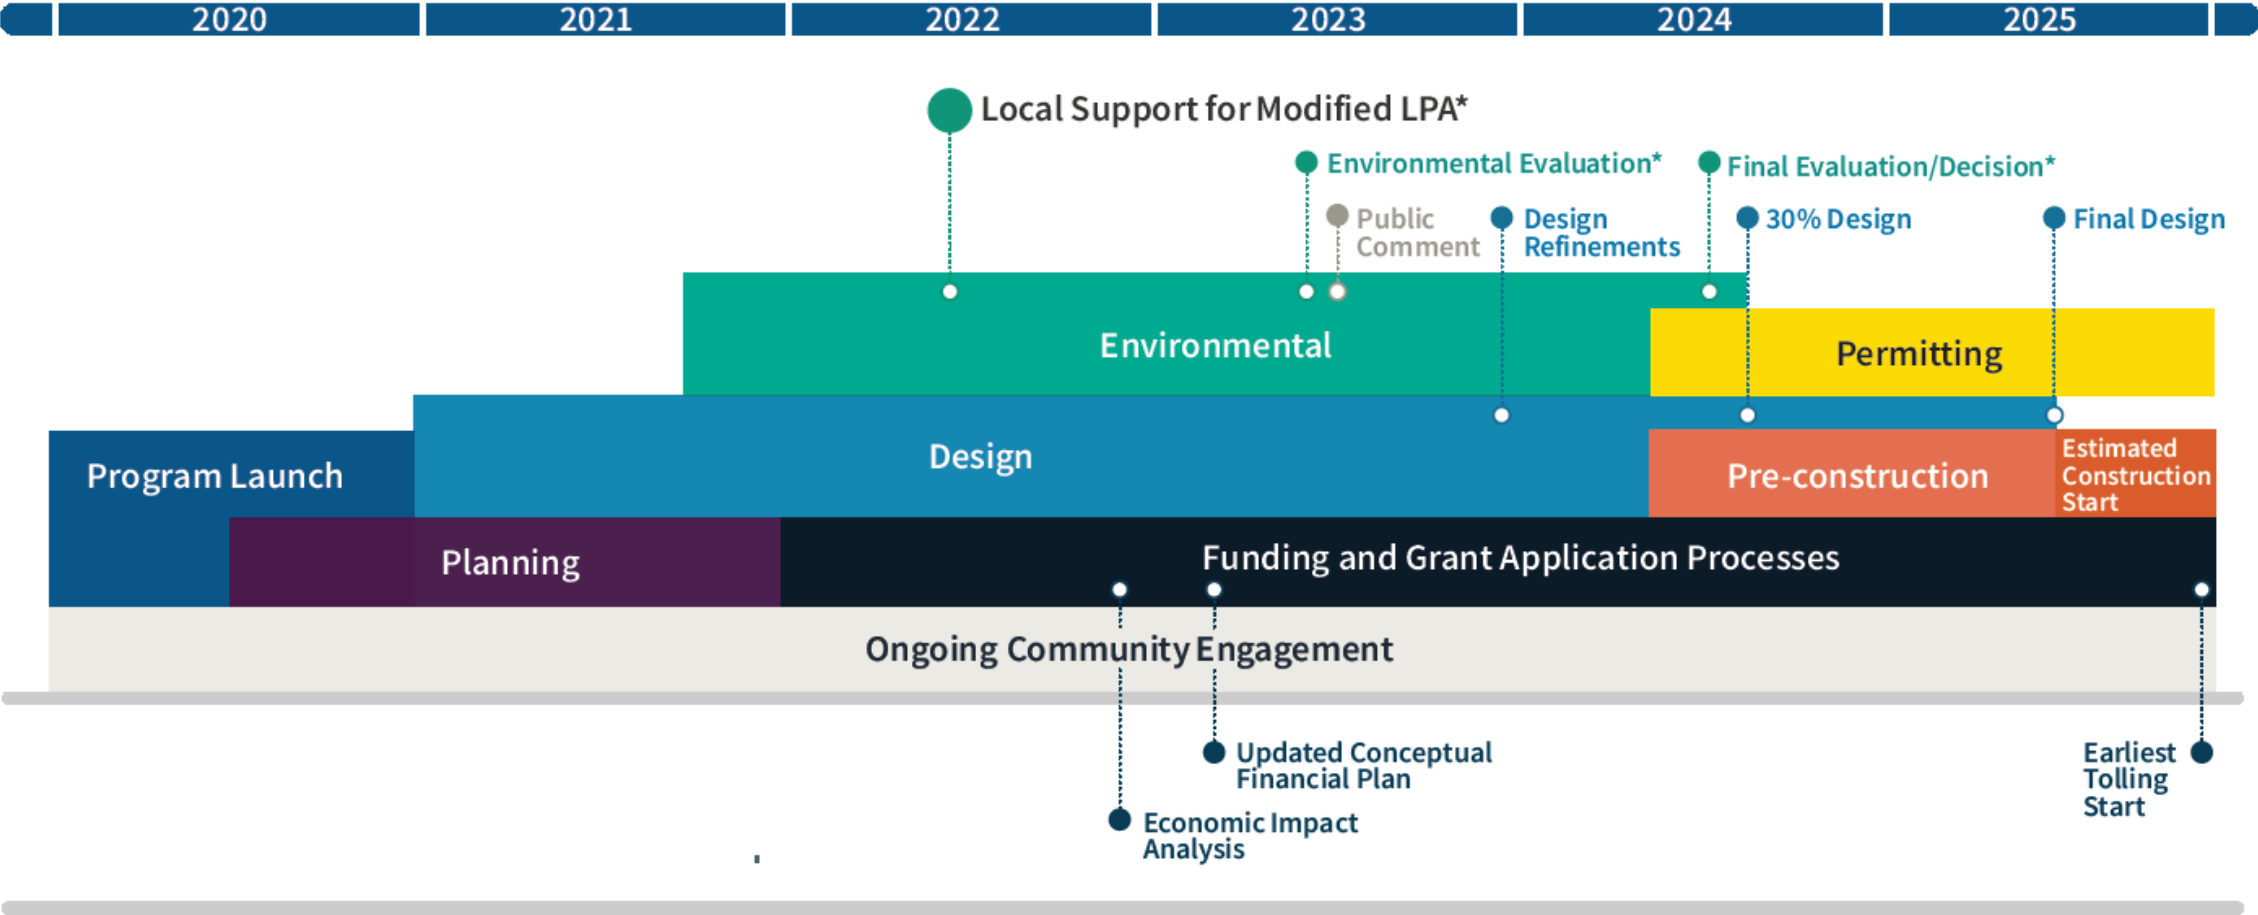 2020 2021 2022 2023 2024 2025
Local Support for Modified LPA*
Environmental Evaluation*
Final Evaluation/Decision*
Public
Comment
Design
Refinements
30% Design
Final Design
Environmental
Permitting
Design
Program Launch
Pre-construction
Estimated
Construction
Start
Planning
Funding and Grant Application Processes
Ongoing Community Engagement
Updated Conceptual
Financial Plan
Earliest
Tolling
Start
Economic Impact
Analysis